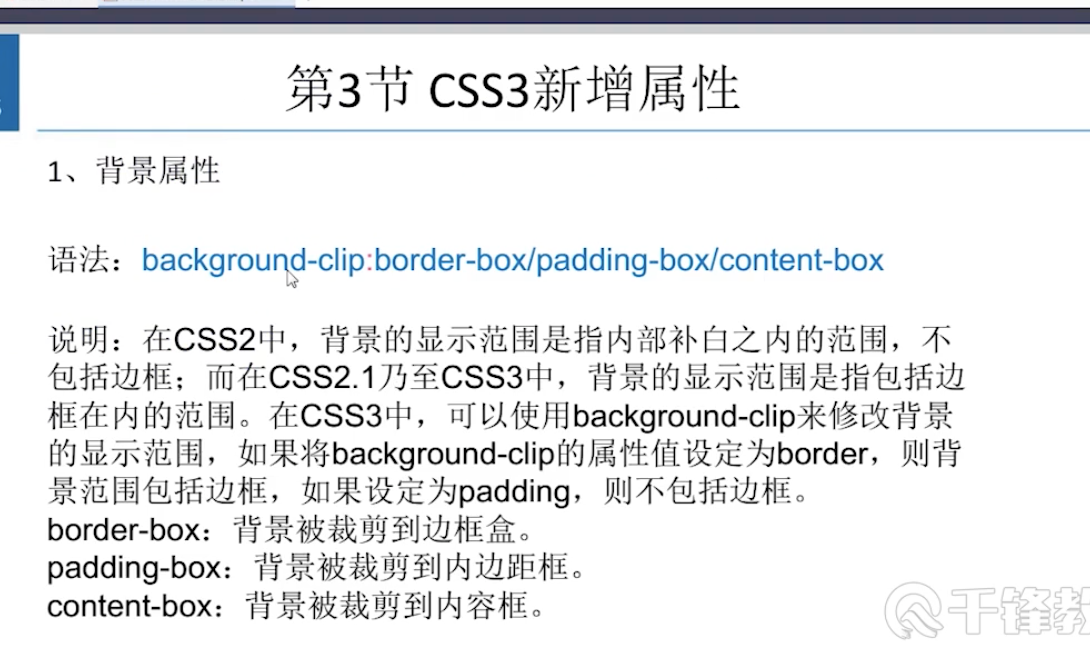 第3节 CSS3新增属性
1、背景属性
语法：background-clip:border-box/padding-box/content-box
说明：在CSS2中，背景的显示范围是指内部补白之内的范围，不
包括边框；而在CSS2.1乃至CSS3中，背景的显示范围是指包括边
框在内的范围。在CSS3中，可以使用background-clip来修改背景
的显示范围，如果将background-clip的属性值设定为border，则背
景范围包括边框，如果设定为padding，则不包括边框。
border-box：背景被裁剪到边框盒。
padding-box：背景被裁剪到内边距框。
content-box：背景被裁剪到内容框。
千锋教